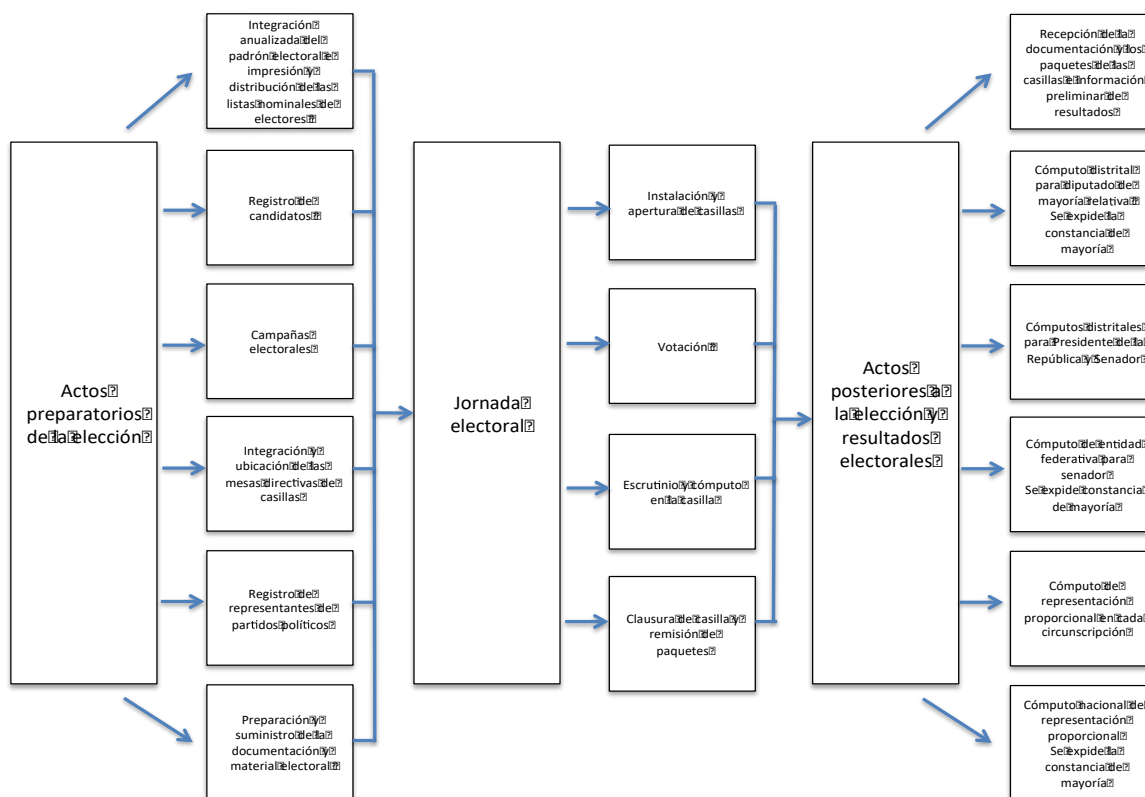 Integración
anualizada del
padrón electoral e
impresión y
distribución de las
listas nominales de
electores
Actos
preparatorios
de la elección
Registro de
candidatos
Campañas
electorales
Integración y
ubicación de las
mesas directivas de
casillas
Registro de
representantes de
partidos políticos
Preparación y
suministro de la
documentación y
material electoral
Jornada
electoral
Instalación y
apertura de casillas
Votación
Escrutinio y cómputo
en la casilla
Clausura de casilla y
remisión de
paquetes
Actos
posteriores a
la elección y
resultados
electorales
Recepción de la
documentación y los
paquetes de las
casillas e información
preliminar de
resultados
Cómputo distrital
para diputado de
mayoría relativa
Se expide la
constancia de
mayoría
Cómputos distritales
para Presidente de la
República y Senador
Cómputo de entidad
federativa para
senador
Se expide constancia
de mayoría
Cómputo de
representación
proporcional en cada
circunscripción
Cómputo nacional de
representación
proporcional
Se expide la
constancia de
mayoría